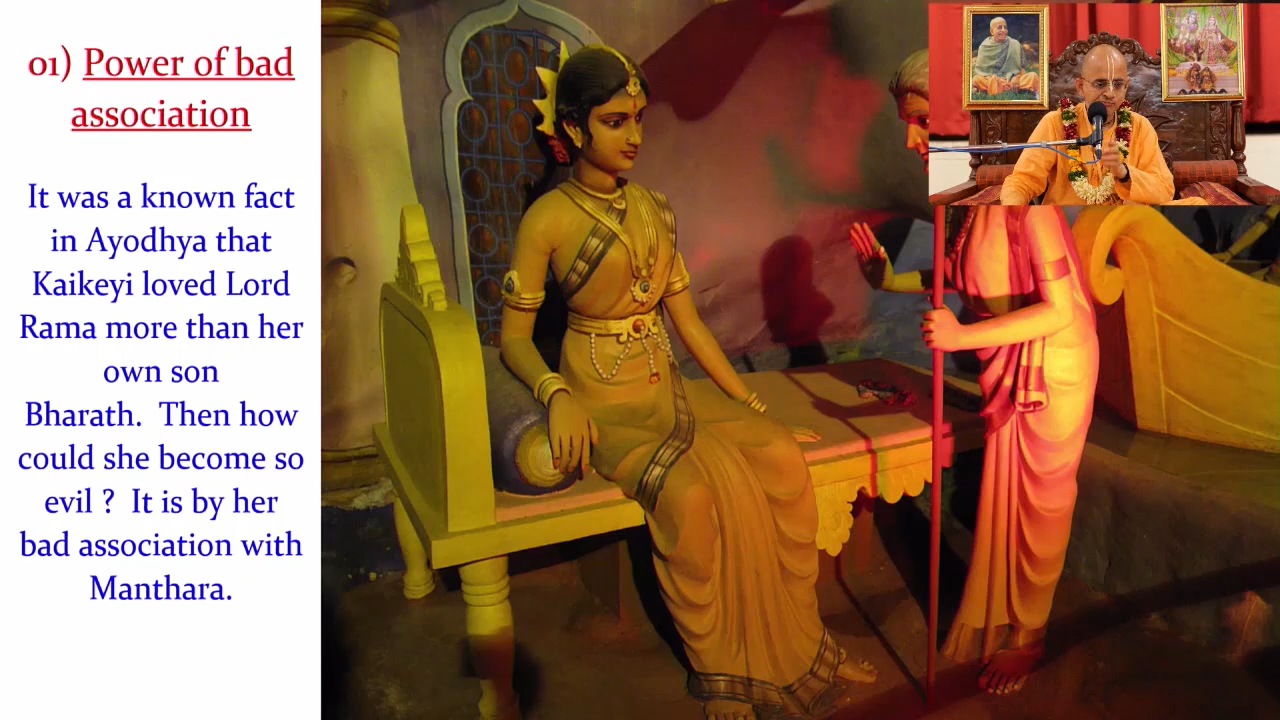 01) Power of bad
association
It was a known fact
in Ayodhya that
Kaikeyi loved Lord
Rama more than her
own son
Bharath.  Then how
could she become so
evil ?  It is by her
bad association with
Manthara.